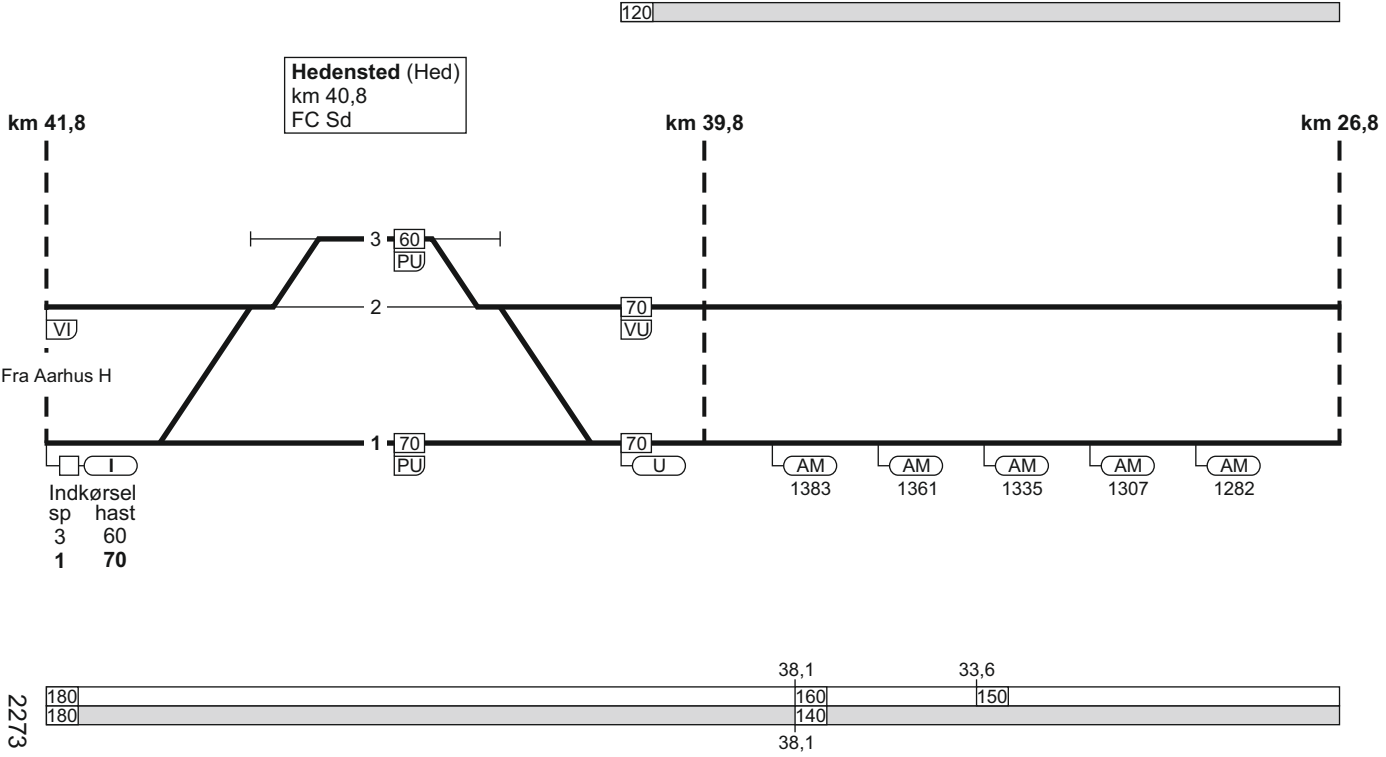 120
Hedensted (Hed)
km 40,8
FC Sd
km 41,8
km 39,8
km 26,8
3 60
PU
2
70
VI
VU
Fra Aarhus H
1 70
70
I
PU
U
AM
AM
AM
AM
AM
1383
1361
1335
1307
1282
Indkørsel
sp hast
3 60
1 70
38,1
33,6
180
160
150
180
140
38,1
2273